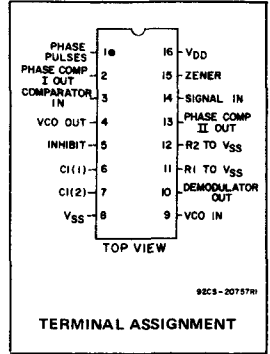 PHASE PULSES 1 16 VDD
PHASE COMP I OUT 2 15 ZENER
COMPARATOR IN 3 14 SIGNAL IN
VCO OUT 4 13 PHASE COMP II OUT
INHIBIT 5 12 R2 TO VSS
C1(1) 6 11 R1 TO VSS
C1(2) 7 10 DEMODULATOR OUT
VSS 8 9 VCO IN
TOP VIEW
92CS-20757R1
TERMINAL ASSIGNMENT